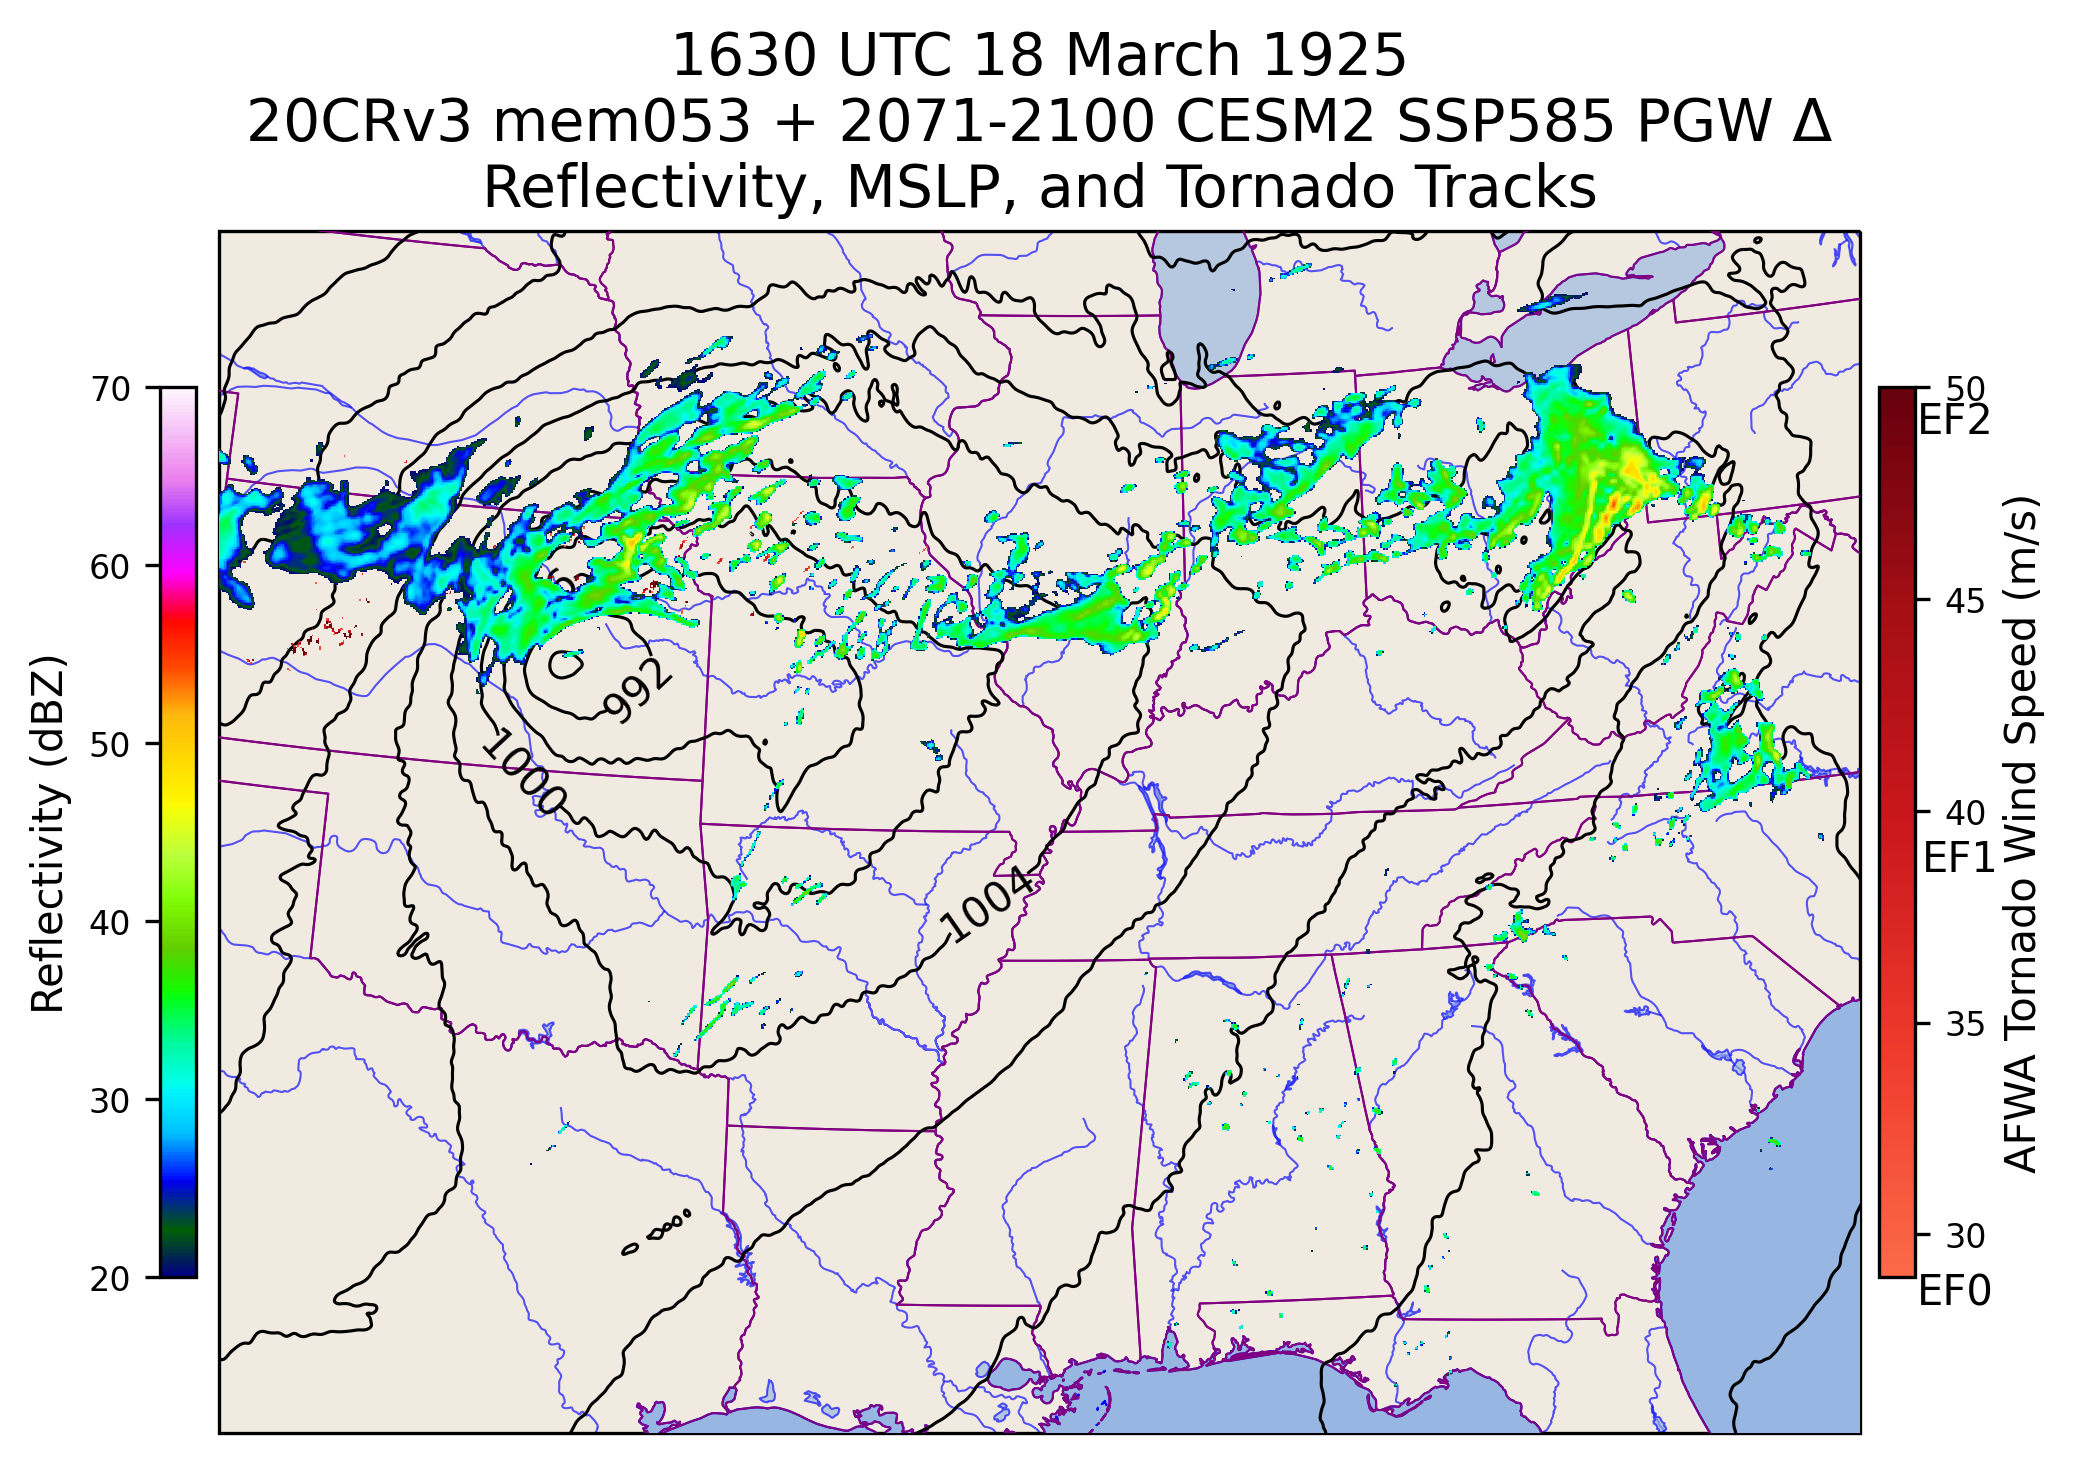 1630 UTC 18 March 1925
20CRv3 mem053 + 2071-2100 CESM2 SSP585 PGW Δ
Reflectivity, MSLP, and Tornado Tracks
Reflectivity (dBZ)
70
60
50
40
30
20
992
1000
1004
50
EF2
45
40
EF1
35
30
EF0
AFWA Tornado Wind Speed (m/s)